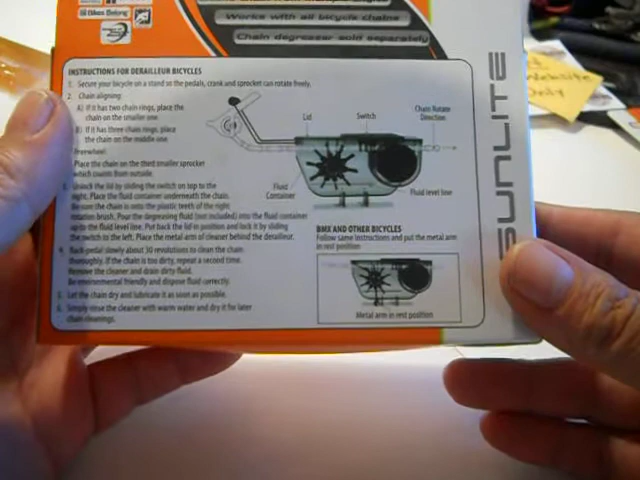 Bikes Belong
Works with all bicycle chains
Chain degreaser sold separately
SUNLITE
INSTRUCTIONS FOR DERAILLEUR BICYCLES
1. Secure your bicycle on a stand so the pedals, crank and sprocket can rotate freely.
2. Chain aligning:
A) If it has two chain rings, place the
chain on the smaller one.
B) If it has three chain rings, place
the chain on the middle one.
Freewheel:
Place the chain on the third smaller sprocket
which counts from outside.
3. Unlock the lid by sliding the switch on top to the
right. Place the fluid container underneath the chain.
Be sure the chain is onto the plastic teeth of the right
rotation brush. Pour the degreasing fluid (not included) into the fluid container
up to the fluid level line. Put back the lid in position and lock it by sliding
the switch to the left. Place the metal arm of cleaner behind the derailleur.
4. Back-pedal slowly about 30 revolutions to clean the chain
thoroughly. If the chain is too dirty, repeat a second time.
Remove the cleaner and drain dirty fluid.
Be environmental friendly and dispose fluid correctly.
5. Let the chain dry and lubricate it as soon as possible.
6. Simply rinse the cleaner with warm water and dry it for later
chain cleanings.
Lid
Switch
Chain Rotate
Direction
Fluid
Container
Fluid level line
BMX AND OTHER BICYCLES
Follow same instructions and put the metal arm
in rest position
Metal arm in rest position
Website
Only